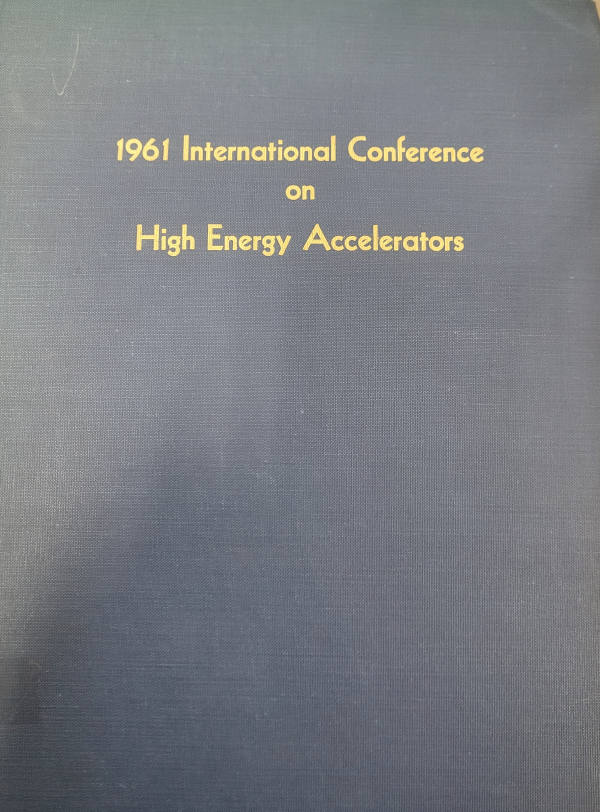 1961 International Conference
on
High Energy Accelerators